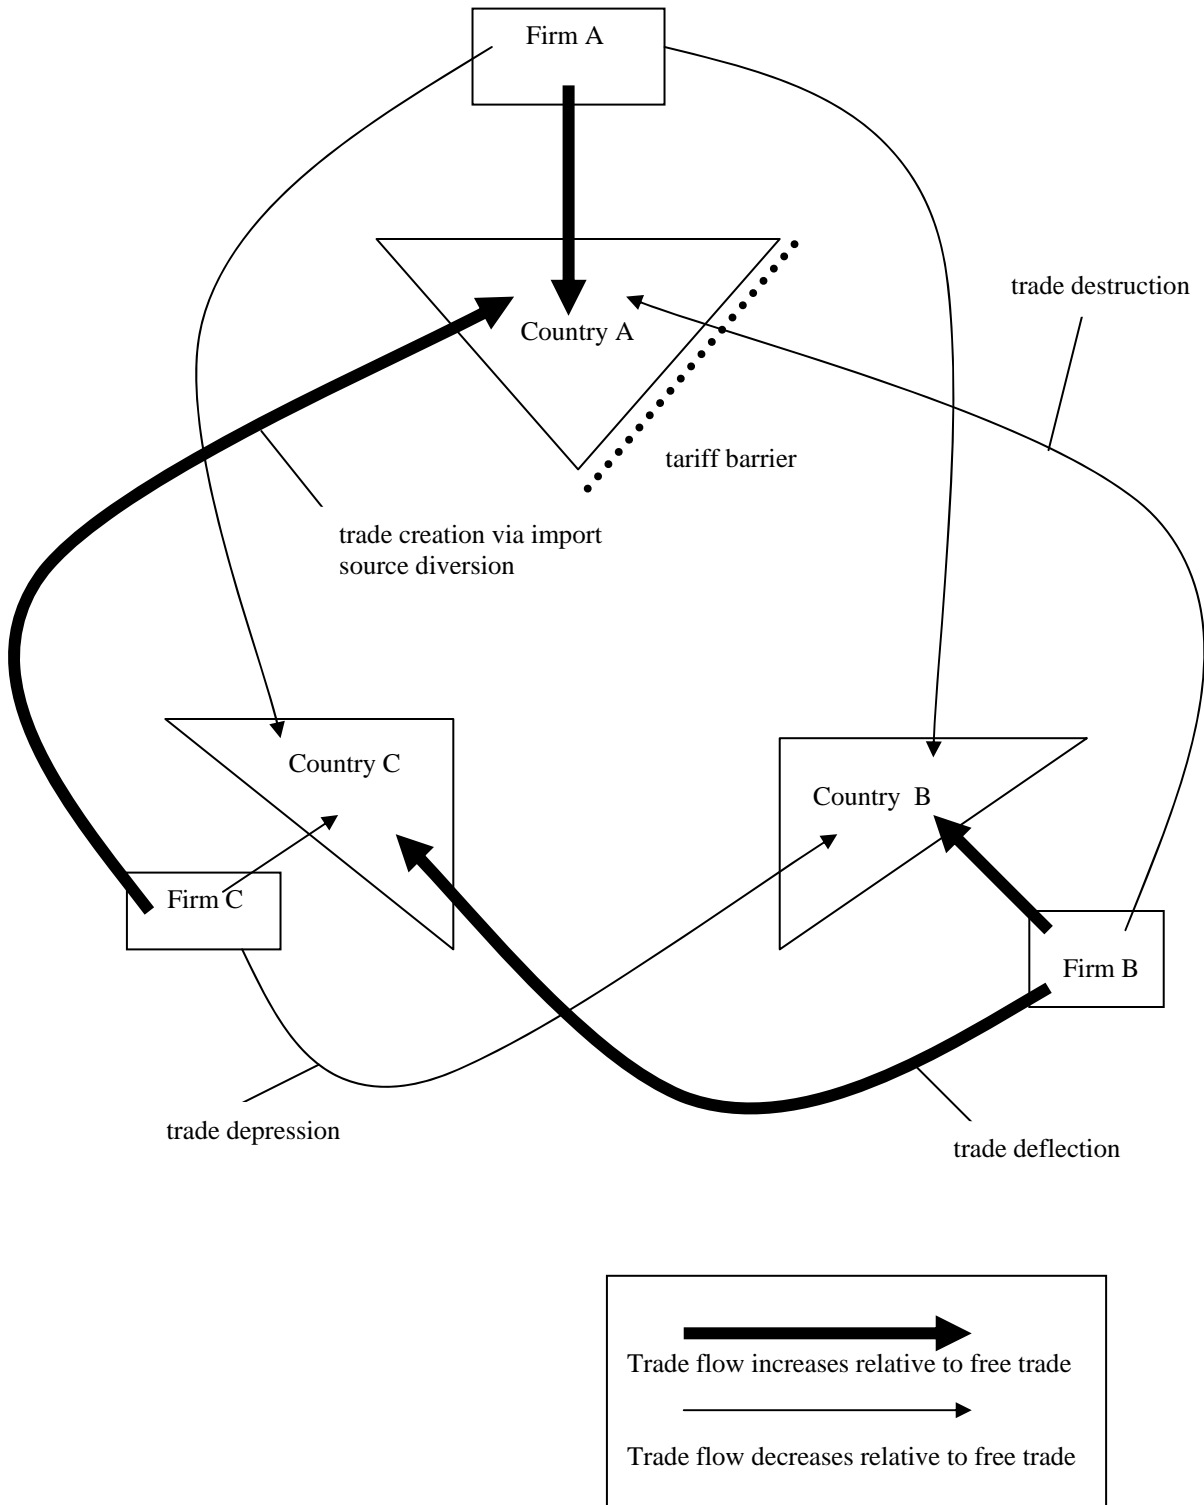 Firm A
trade destruction
Country A
tariff barrier
trade creation via import
source diversion
Country C
Country  B
Firm C
Firm B
trade depression
trade deflection
Trade flow increases relative to free trade
Trade flow decreases relative to free trade